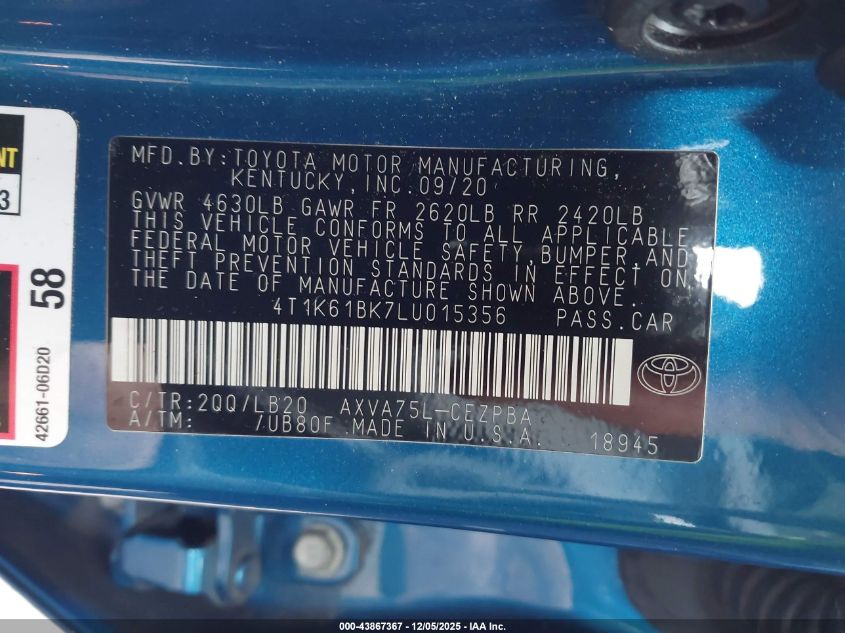 NT
3
58
42661-06D20
MFD.BY:TOYOTA MOTOR MANUFACTURING,
KENTUCKY,INC.09/20
GVWR 4630LB GAWR FR 2620LB RR 2420LB
THIS VEHICLE CONFORMS TO ALL APPLICABLE
FEDERAL MOTOR VEHICLE SAFETY,BUMPER,AND
THEFT PREVENTION STANDARDS IN EFFECT ON
THE DATE OF MANUFACTURE SHOWN ABOVE.
4T1K61BK7LU015356 PASS.CAR
C/TR:2QQ/LB20 AXVA75L-CEZPBA
A/TM: 7UB80F MADE IN U.S.A. 18945
000-43867367 - 12/05/2025 - IAA Inc.